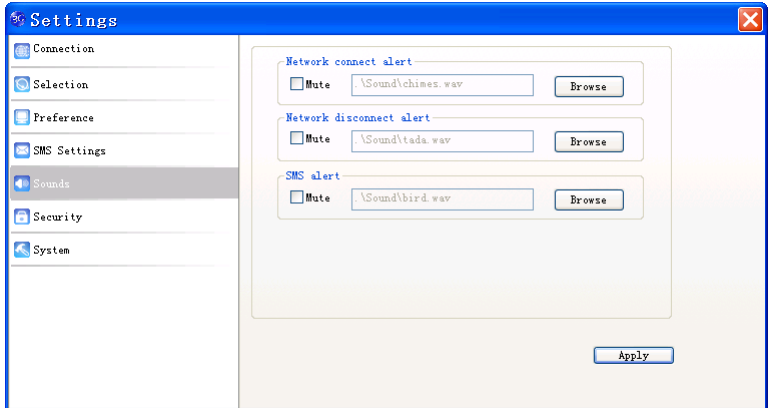 Settings
Connection
Selection
Preference
SMS Settings
Sounds
Security
System
Network connect alert
Mute .\Sound\chimes.wav Browse
Network disconnect alert
Mute .\Sound\tada.wav Browse
SMS alert
Mute .\Sound\bird.wav Browse
Apply